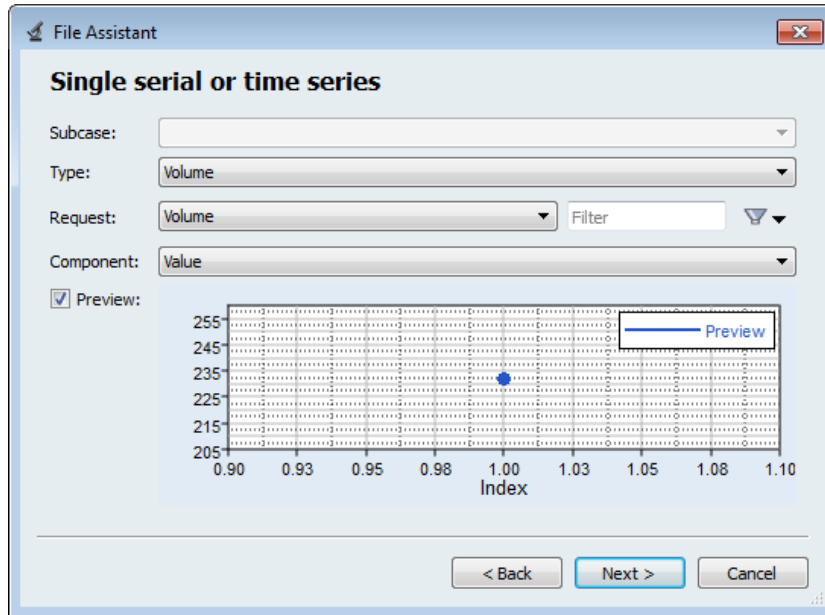 File Assistant
Single serial or time series
Subcase:
Type: Volume
Request: Volume Filter
Component: Value
Preview:
Preview
255
245
235
225
215
205
0.90 0.93 0.95 0.98 1.00 1.03 1.05 1.08 1.10
Index
< Back Next > Cancel